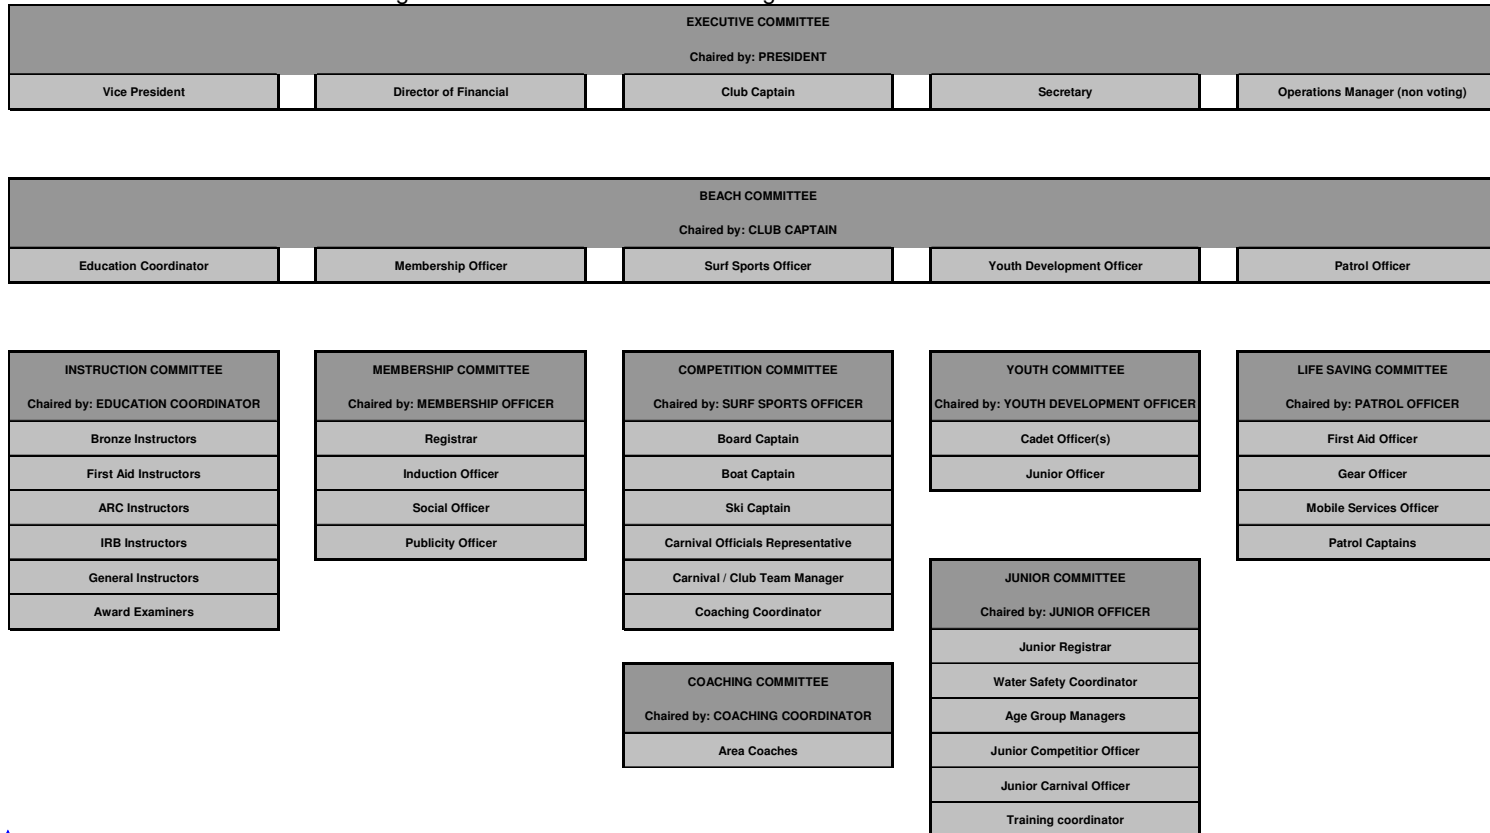 EXECUTIVE COMMITTEE
Chaired by: PRESIDENT
Vice President
Director of Financial
Club Captain
Secretary
Operations Manager (non voting)
BEACH COMMITTEE
Chaired by: CLUB CAPTAIN
Education Coordinator
Membership Officer
Surf Sports Officer
Youth Development Officer
Patrol Officer
INSTRUCTION COMMITTEE
Chaired by: EDUCATION COORDINATOR
Bronze Instructors
First Aid Instructors
ARC Instructors
IRB Instructors
General Instructors
Award Examiners
MEMBERSHIP COMMITTEE
Chaired by: MEMBERSHIP OFFICER
Registrar
Induction Officer
Social Officer
Publicity Officer
COMPETITION COMMITTEE
Chaired by: SURF SPORTS OFFICER
Board Captain
Boat Captain
Ski Captain
Carnival Officials Representative
Carnival / Club Team Manager
Coaching Coordinator
COACHING COMMITTEE
Chaired by: COACHING COORDINATOR
Area Coaches
YOUTH COMMITTEE
Chaired by: YOUTH DEVELOPMENT OFFICER
Cadet Officer(s)
Junior Officer
JUNIOR COMMITTEE
Chaired by: JUNIOR OFFICER
Junior Registrar
Water Safety Coordinator
Age Group Managers
Junior Competitior Officer
Junior Carnival Officer
Training coordinator
LIFE SAVING COMMITTEE
Chaired by: PATROL OFFICER
First Aid Officer
Gear Officer
Mobile Services Officer
Patrol Captains